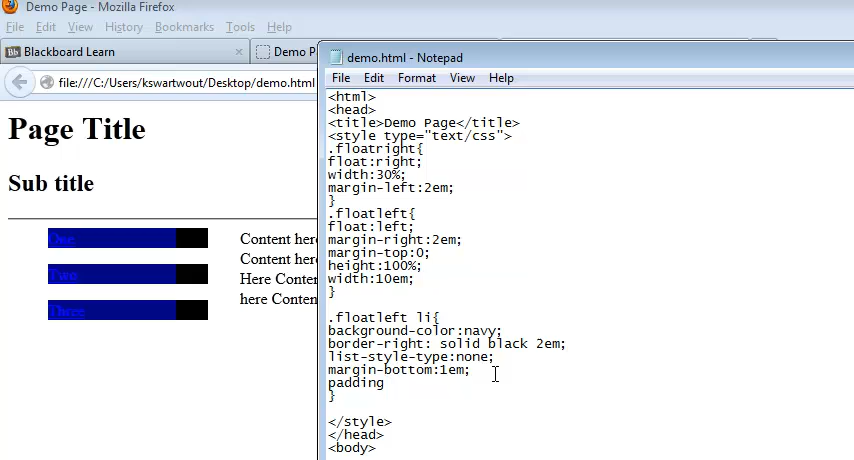 Demo Page - Mozilla Firefox
File Edit View History Bookmarks Tools Help
Bb Blackboard Learn
Demo P
file:///C:/Users/kswartwout/Desktop/demo.html
Page Title
Sub title
One
Two
Three
Content here
Content here
Here Conten
here Conten
demo.html - Notepad
File Edit Format View Help
<html>
<head>
<title>Demo Page</title>
<style type="text/css">
.floatright{
float:right;
width:30%;
margin-left:2em;
}
.floatleft{
float:left;
margin-right:2em;
margin-top:0;
height:100%;
width:10em;
}
.floatleft li{
background-color:navy;
border-right: solid black 2em;
list-style-type:none;
margin-bottom:1em;
padding
}
</style>
</head>
<body>